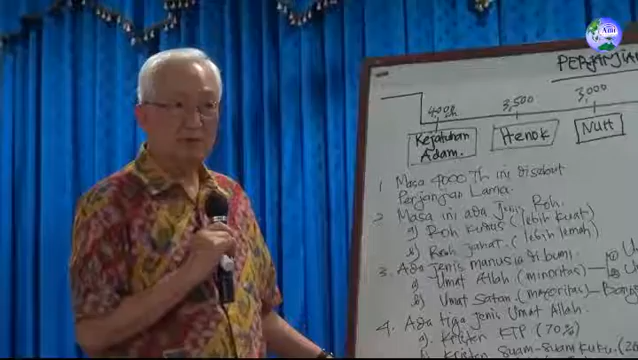 PERJANJIAN
4000 th
3,500
3,000
Kejatuhan
Adam.
Henok
Nuh
1 Masa 4000 Th ini disebut
Perjanjian Lama.
2 Masa ini ada Jenis Roh.
a) Roh Kudus (lebih kuat)
b) Roh Jahat. (lebih lemah)
3. Ada jenis manusia di bumi.
a) Umat Allah. (minoritas)
b) Umat Satan. (mayoritas)
4. Ada tiga jenis Umat Allah.
a) Kristen KTP (70%)
Kristen Suam-Suam Kuku.